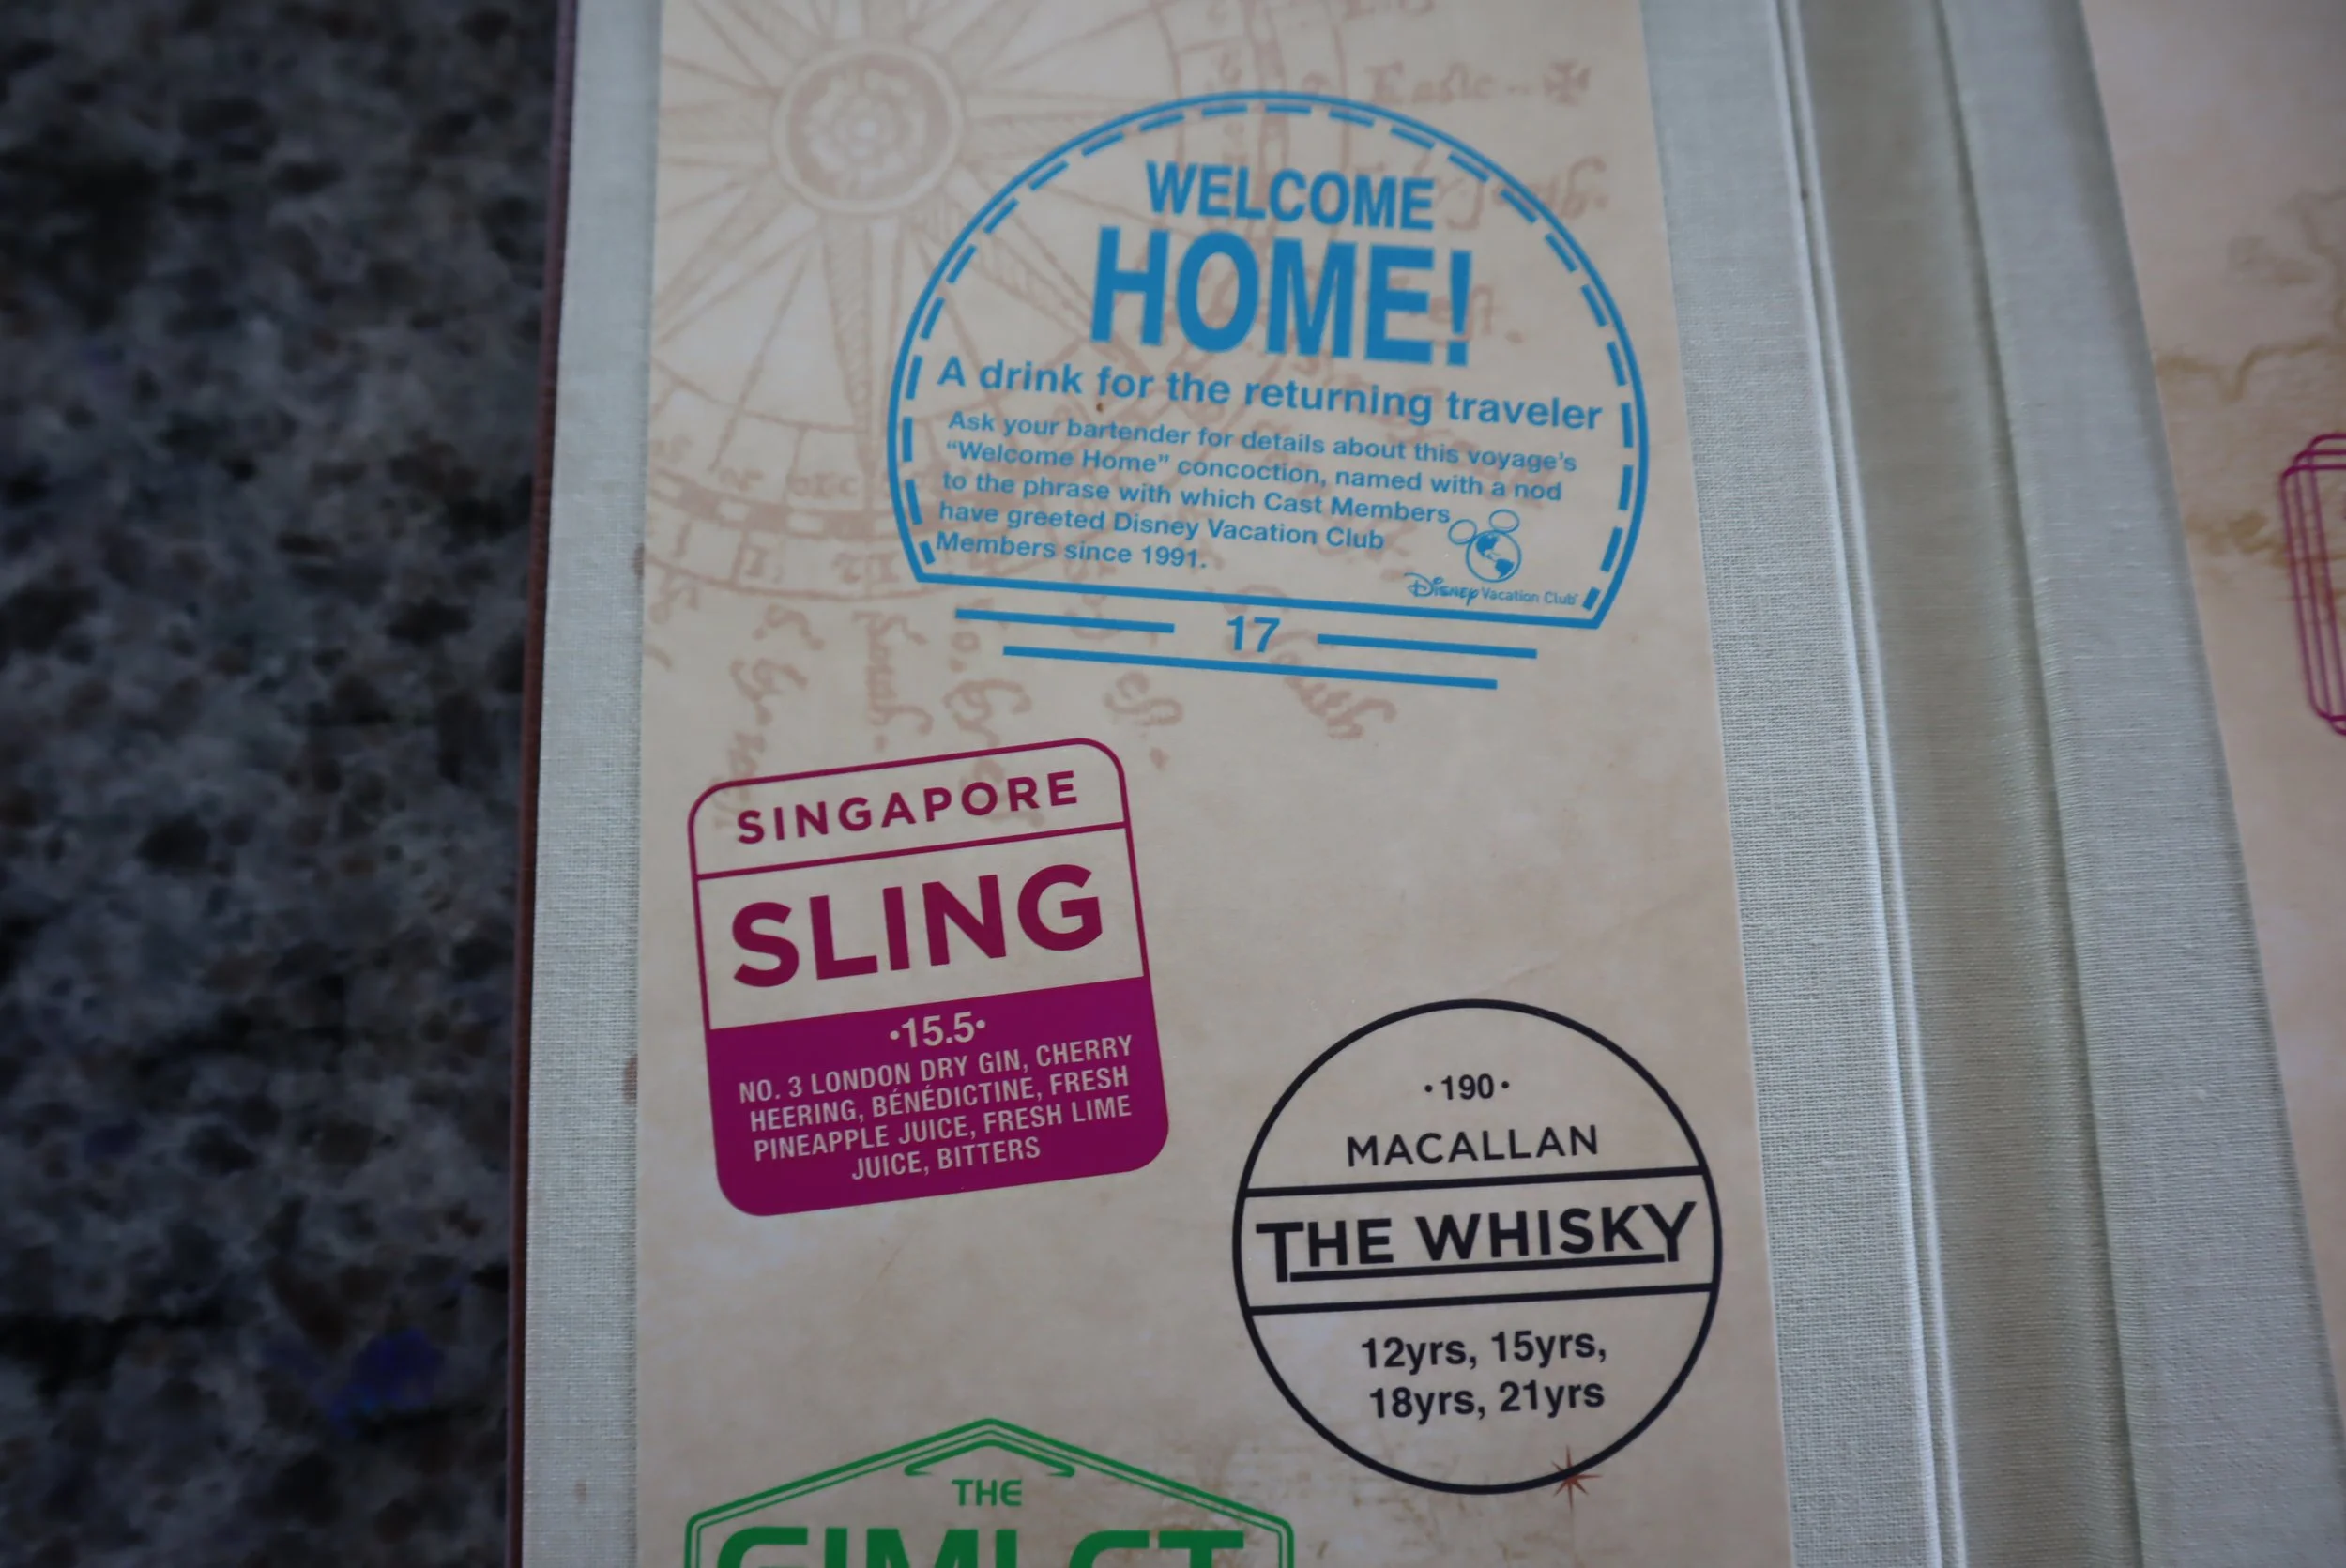 WELCOME
HOME!
A drink for the returning traveler
Ask your bartender for details about this voyage's
“Welcome Home” concoction, named with a nod
to the phrase with which Cast Members
have greeted Disney Vacation Club
Members since 1991.
Disney Vacation Club
17
SINGAPORE
SLING
•15.5•
NO. 3 LONDON DRY GIN, CHERRY
HEERING, BÉNÉDICTINE, FRESH
PINEAPPLE JUICE, FRESH LIME
JUICE, BITTERS
•190•
MACALLAN
THE WHISKY
12yrs, 15yrs,
18yrs, 21yrs
THE
GIMLET